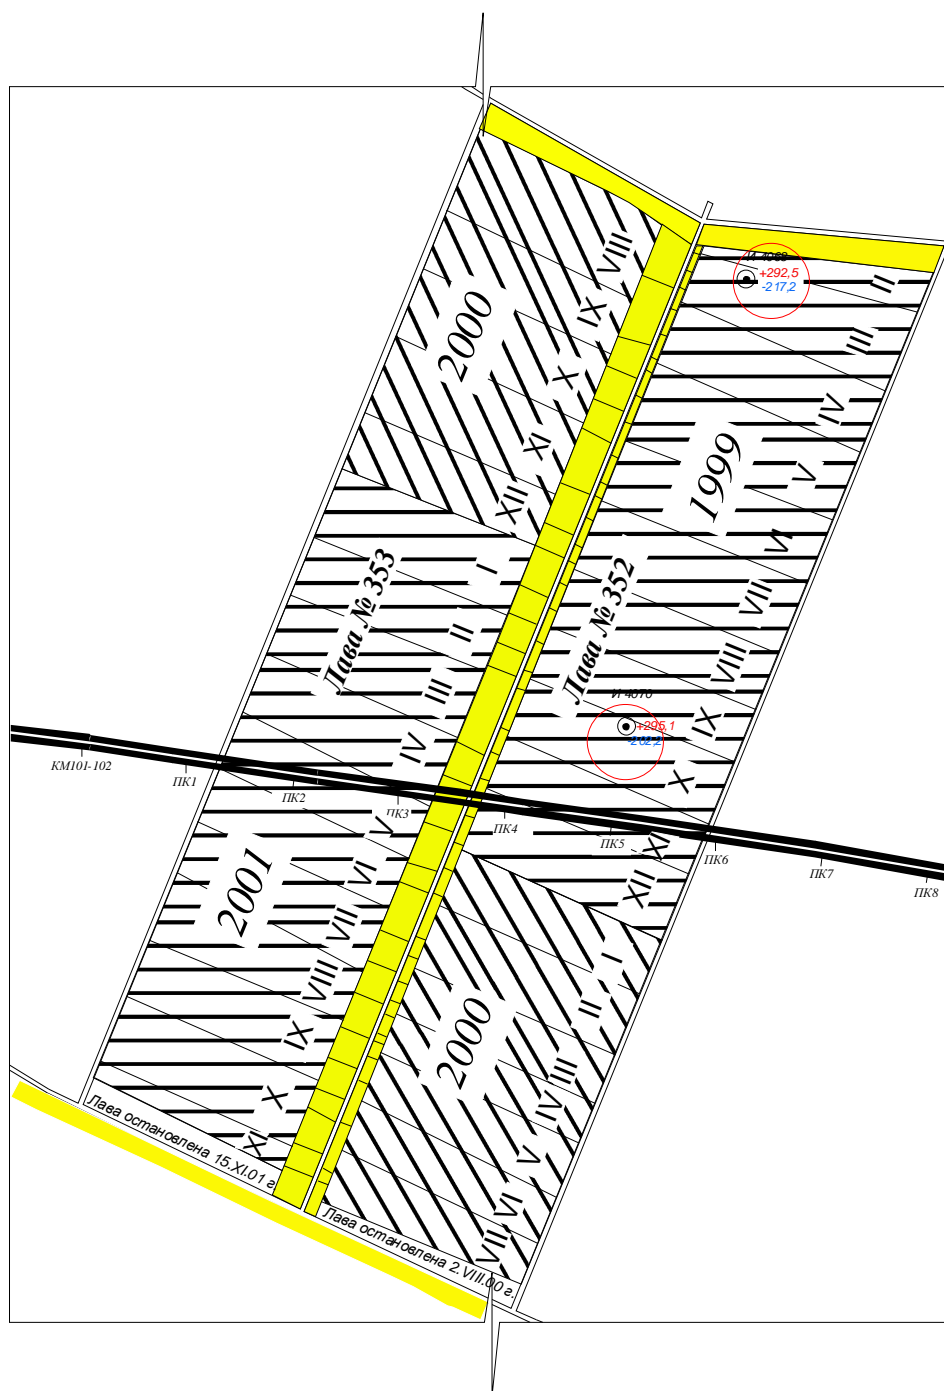 И 4068
+292,5
-217,2
II
III
IV
V
VI
VII
VIII
IX
X
XI
XII
1999
Лава № 352
И 4070
+295,1
-202,2
VIII
IX
X
XI
XII
2000
I
II
III
IV
V
VI
VII
VIII
IX
X
XI
Лава № 353
2001
КМ101-102
ПК1
ПК2
ПК3
ПК4
ПК5
ПК6
ПК7
ПК8
I
II
III
IV
V
VI
VII
2000
Лава остановлена 15.XI.01 г
Лава остановлена 2.VIII.00 г.